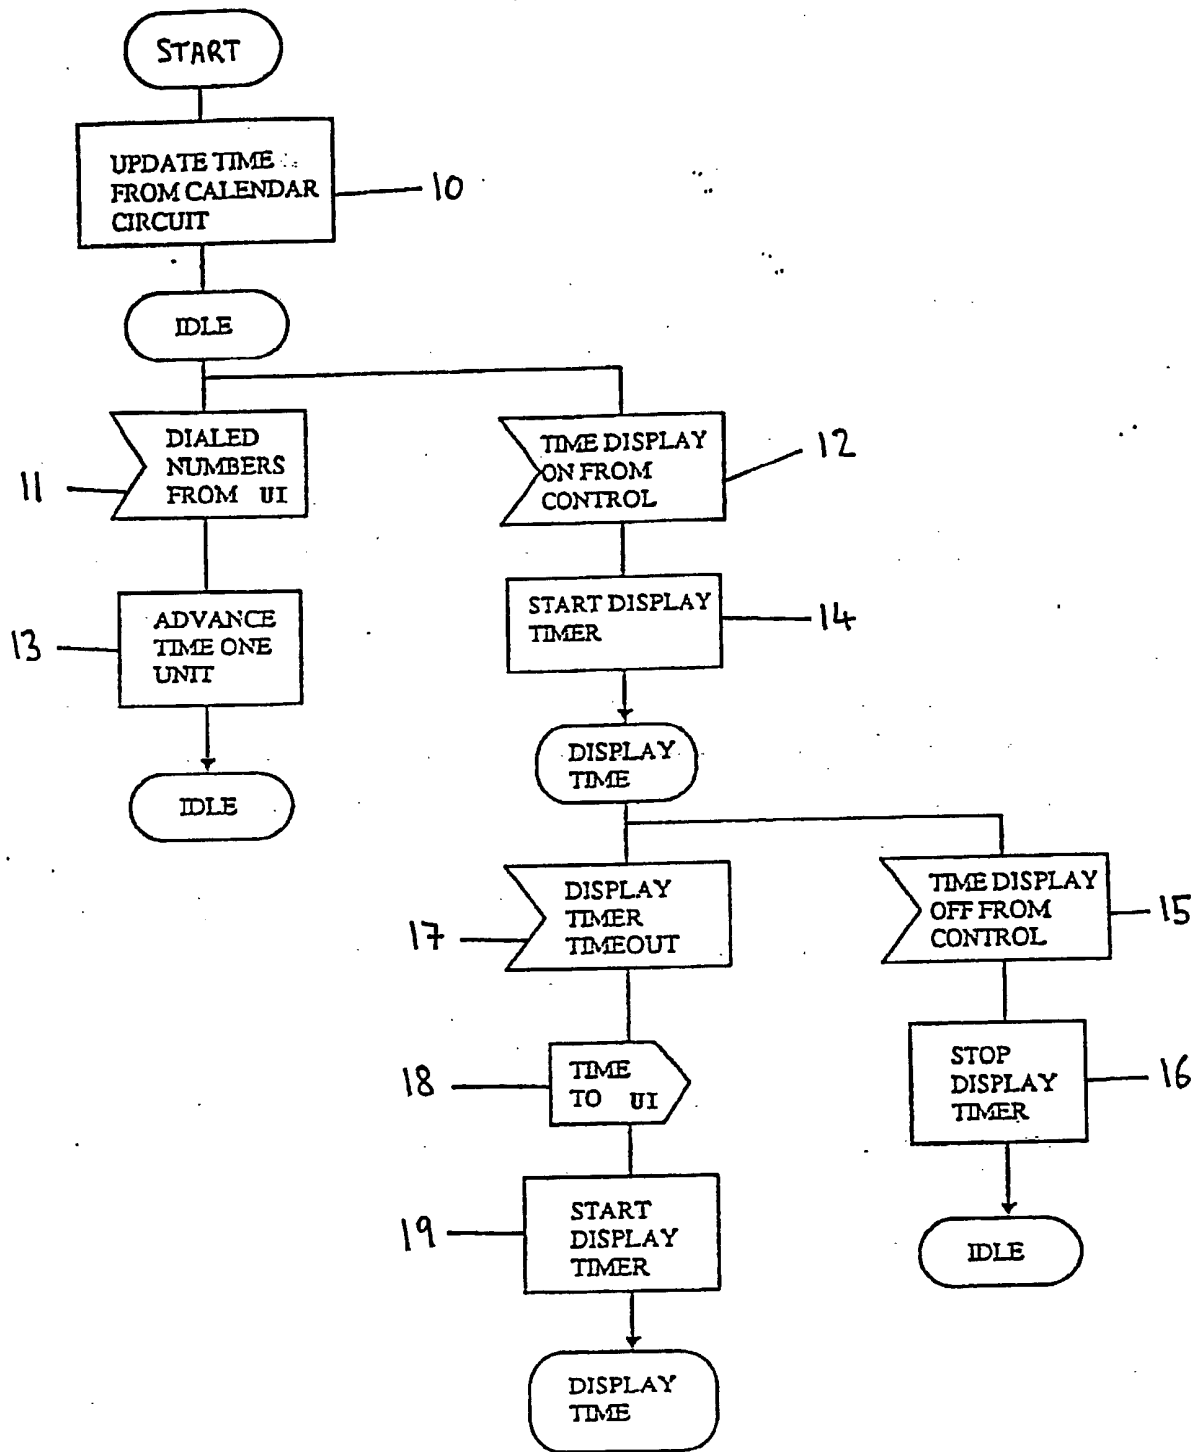 START
UPDATE TIME
FROM CALENDAR
CIRCUIT
10
IDLE
DIALED
NUMBERS
FROM UI
11
TIME DISPLAY
ON FROM
CONTROL
12
ADVANCE
TIME ONE
UNIT
13
START DISPLAY
TIMER
14
IDLE
DISPLAY
TIME
DISPLAY
TIMER
TIMEOUT
17
TIME DISPLAY
OFF FROM
CONTROL
15
TIME
TO UI
18
STOP
DISPLAY
TIMER
16
START
DISPLAY
TIMER
19
IDLE
DISPLAY
TIME